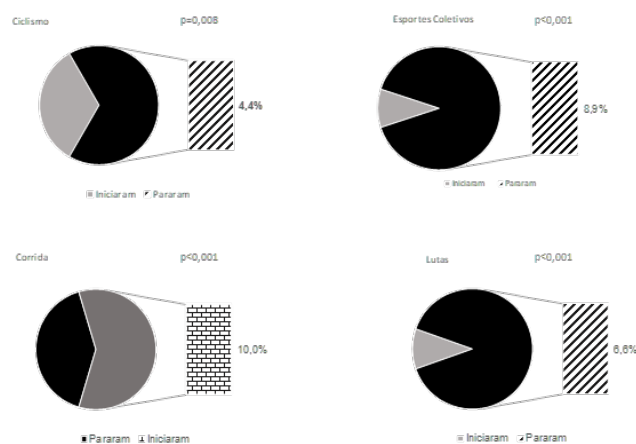 Ciclismo p=0,008
4,4%
Iniciaram Pararam
Esportes Coletivos p<0,001
8,9%
Iniciaram Pararam
Corrida p<0,001
10,0%
Pararam Iniciaram
Lutas p<0,001
6,6%
Iniciaram Pararam